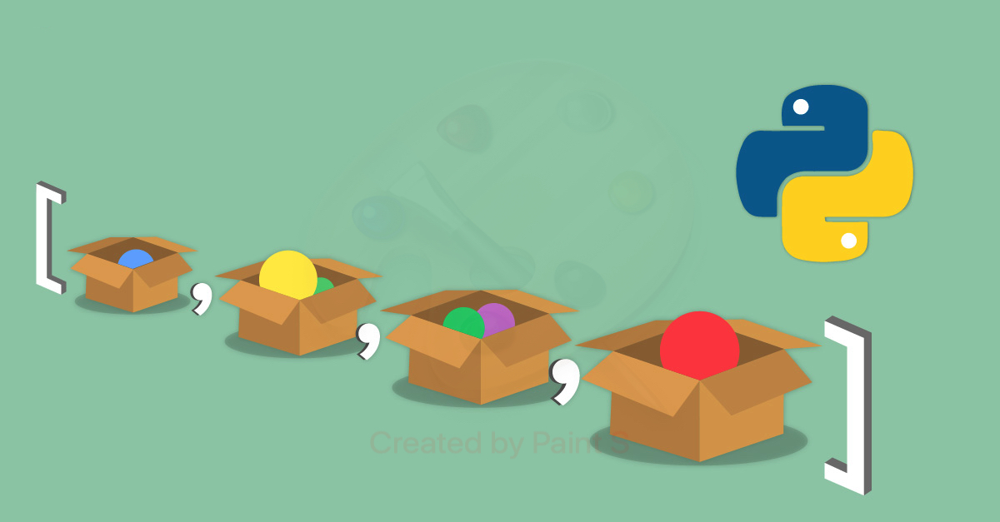 [ , , , ]
Created by Paint S